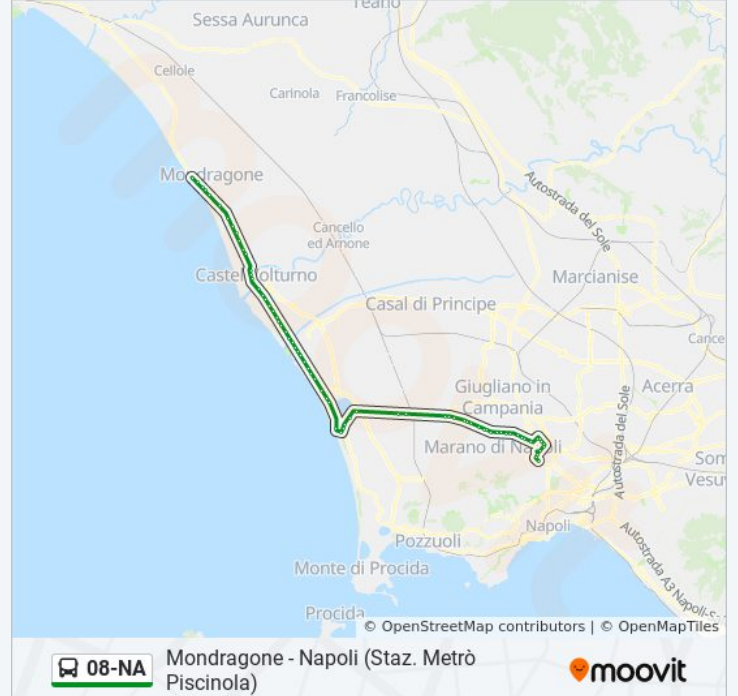 Teano
Sessa Aurunca
Cellole
Carinola
Francolise
Mondragone
Autostrada del Sole
Cancello
ed Arnone
Castel Volturno
Marcianise
Casal di Principe
Cance
Giugliano in
Campania
Acerra
Autostrada del Sole
Marano di Napoli
Som
Vesu
Napoli
Pozzuoli
Autostrada A3 Napoli-S
Monte di Procida
Procida
© OpenStreetMap contributors | © OpenMapTiles
08-NA
Mondragone - Napoli (Staz. Metrò
Piscinola)
moovit